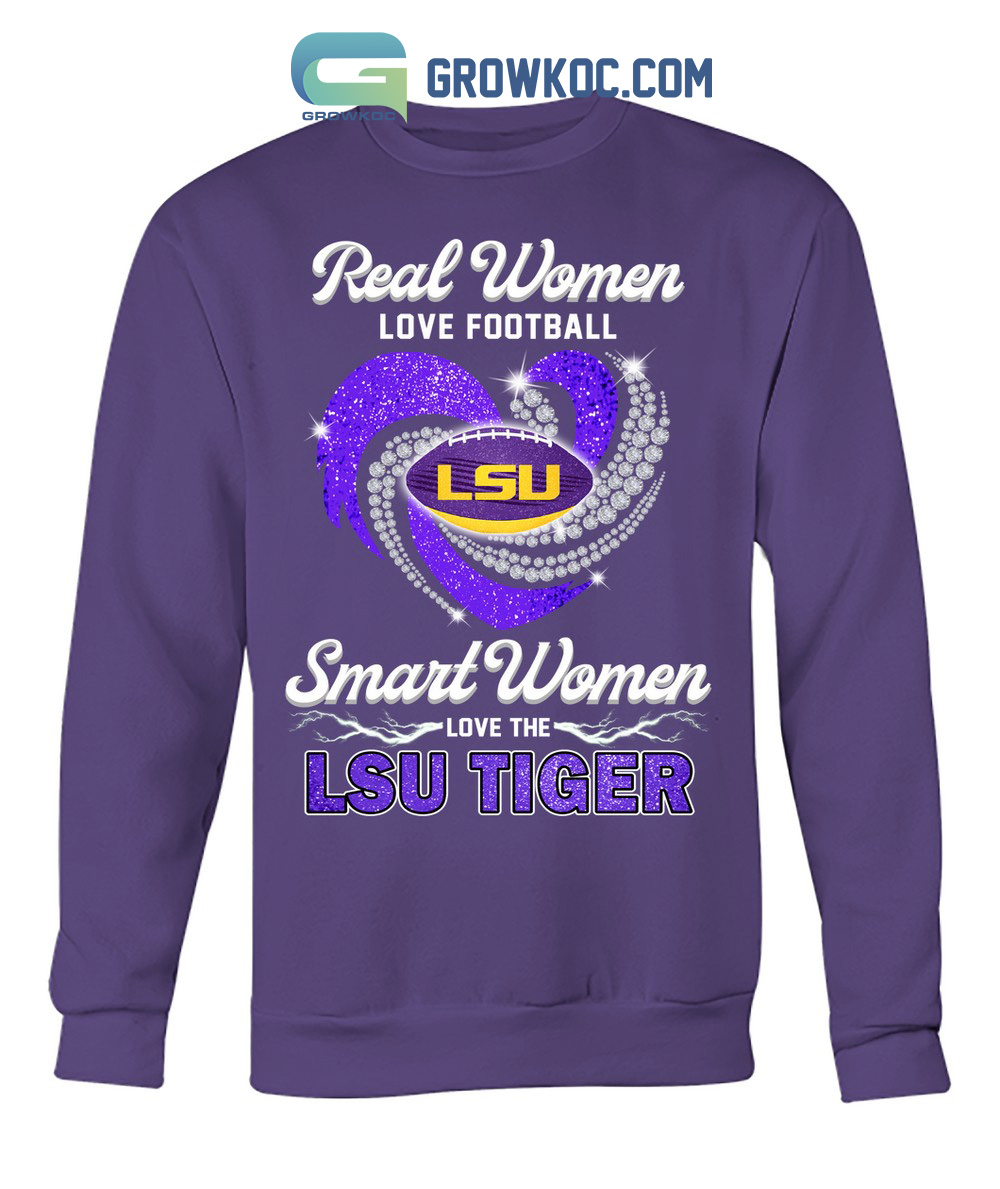 GROWKOC.COM
GROWKOC
Real Women
LOVE FOOTBALL
LSU
Smart Women
LOVE THE
LSU TIGER